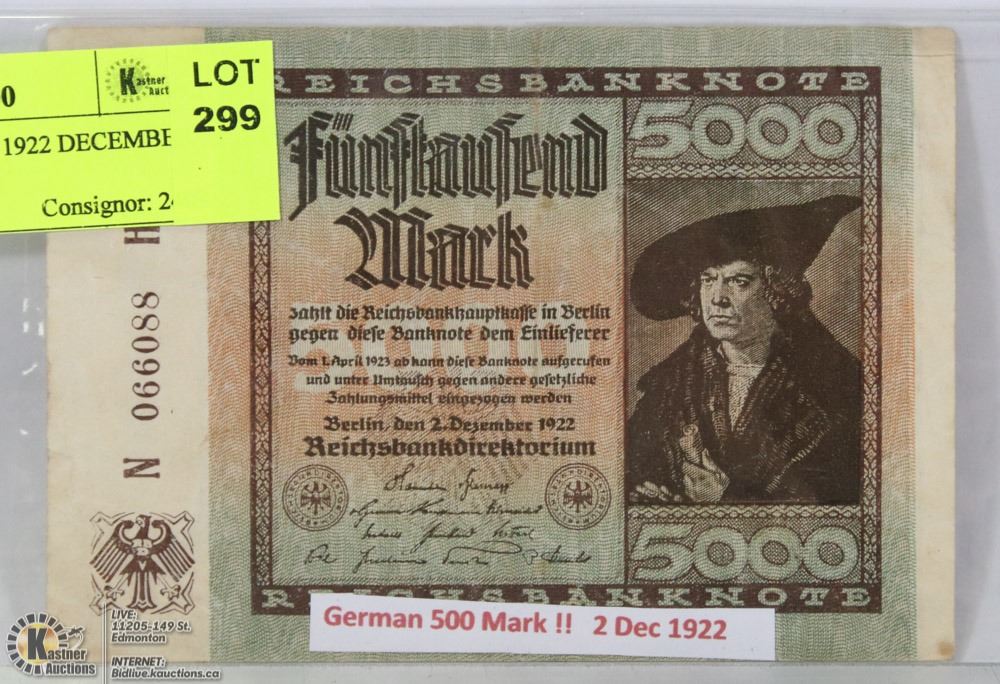 0
Kastner
Auct
LOT
299
1922 DECEMBE
Consignor: 2
REICHSBANKNOTE
5000
Fünftausend
Mark
zahlt die Reichsbankhauptkasse in Berlin
gegen diese Banknote dem Einlieferer
Vom 1. April 1923 ab kann diese Banknote aufgerufen
und unter Umtausch gegen andere gesetzliche
Zahlungsmittel eingezogen werden
Berlin, den 2. Dezember 1922
Reichsbankdirektorium
N 066088 H
5000
REICHSBANKNOTE
German 500 Mark !! 2 Dec 1922
Kastner
Auctions
LIVE:
11205-149 St.
Edmonton
INTERNET:
Bidlive.kauctions.ca